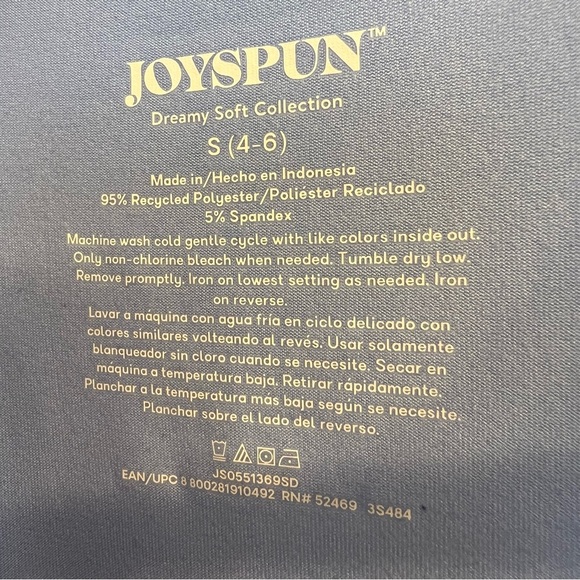 JOYSPUN™
Dreamy Soft Collection
S (4-6)
Made in/Hecho en Indonesia
95% Recycled Polyester/Poliéster Reciclado
5% Spandex
Machine wash cold gentle cycle with like colors inside out.
Only non-chlorine bleach when needed. Tumble dry low.
Remove promptly. Iron on lowest setting as needed. Iron
on reverse.
Lavar a máquina con agua fría en ciclo delicado con
colores similares volteando al revés. Usar solamente
blanqueador sin cloro cuando se necesite. Secar en
máquina a temperatura baja. Retirar rápidamente.
Planchar a la temperatura más baja según se necesite.
Planchar sobre el lado del reverso.
JS0551369SD
EAN/UPC 8 800281910492 RN# 52469 3S484